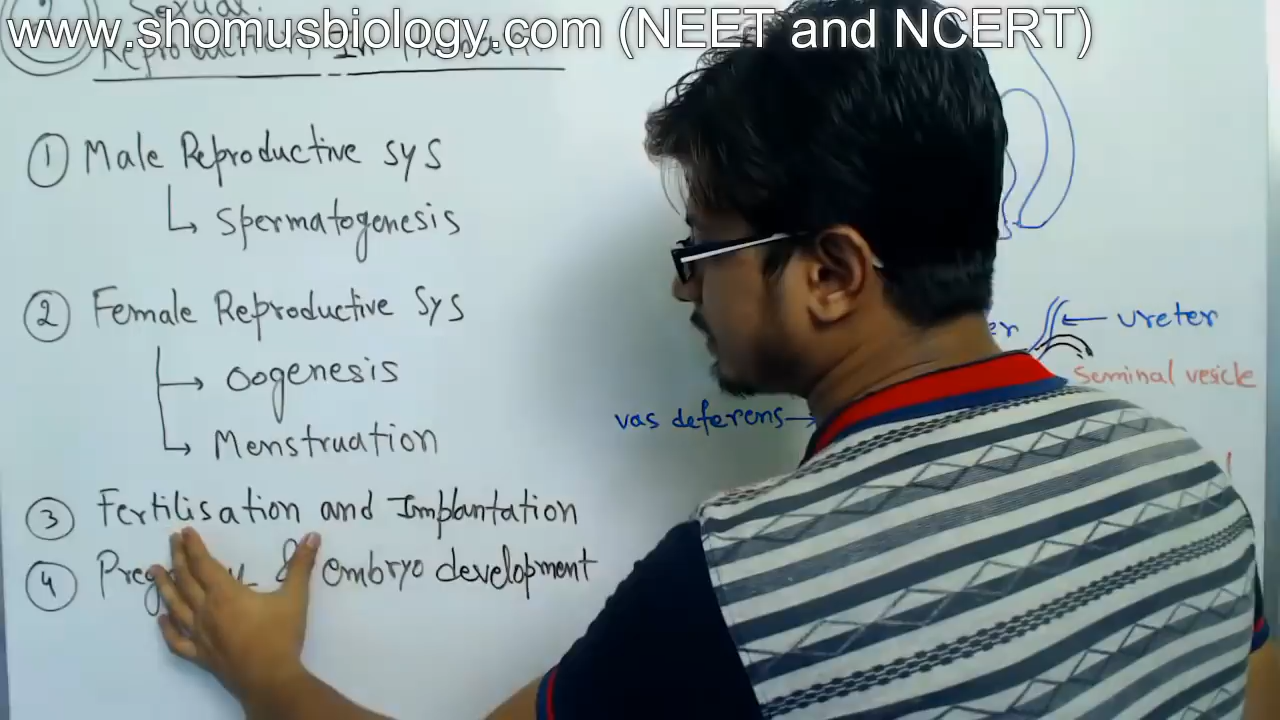 www.shomusbiology.com (NEET and NCERT)
Sexual
① Male Reproductive sys
↳ Spermatogenesis
② Female Reproductive Sys
→ Oogenesis
↳ Menstruation
③ Fertilisation and Implantation
④ & embryo development
← ureter
Seminal vesicle
vas deferens →